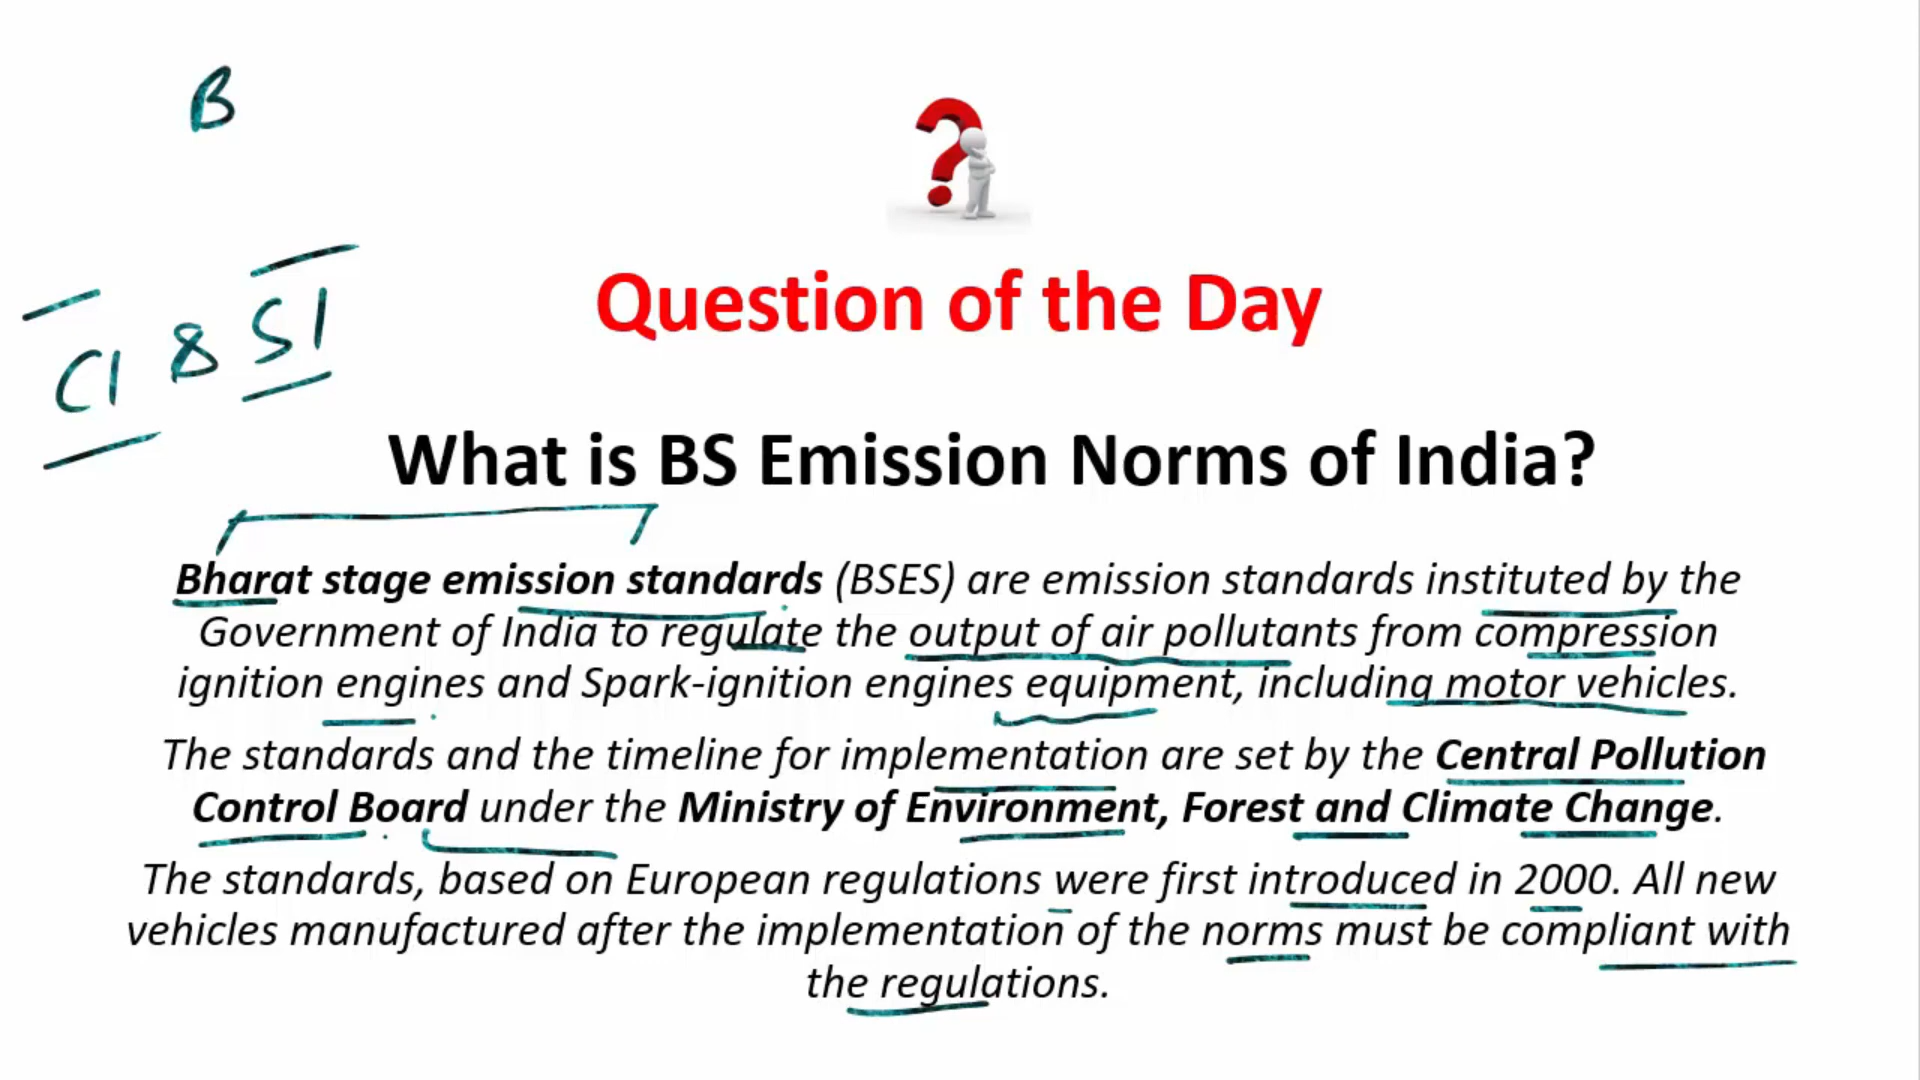 B
CI & SI
Question of the Day
What is BS Emission Norms of India?
Bharat stage emission standards (BSES) are emission standards instituted by the
Government of India to regulate the output of air pollutants from compression
ignition engines and Spark-ignition engines equipment, including motor vehicles.
The standards and the timeline for implementation are set by the Central Pollution
Control Board under the Ministry of Environment, Forest and Climate Change.
The standards, based on European regulations were first introduced in 2000. All new
vehicles manufactured after the implementation of the norms must be compliant with
the regulations.